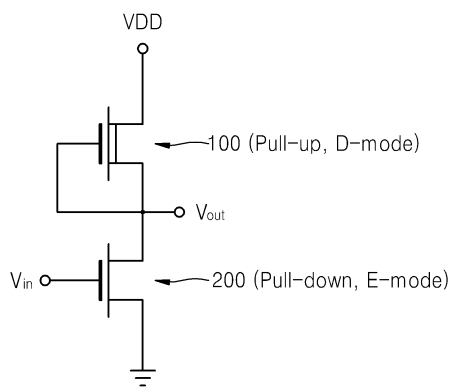 VDD
100 (Pull-up, D-mode)
Vout
Vin
200 (Pull-down, E-mode)